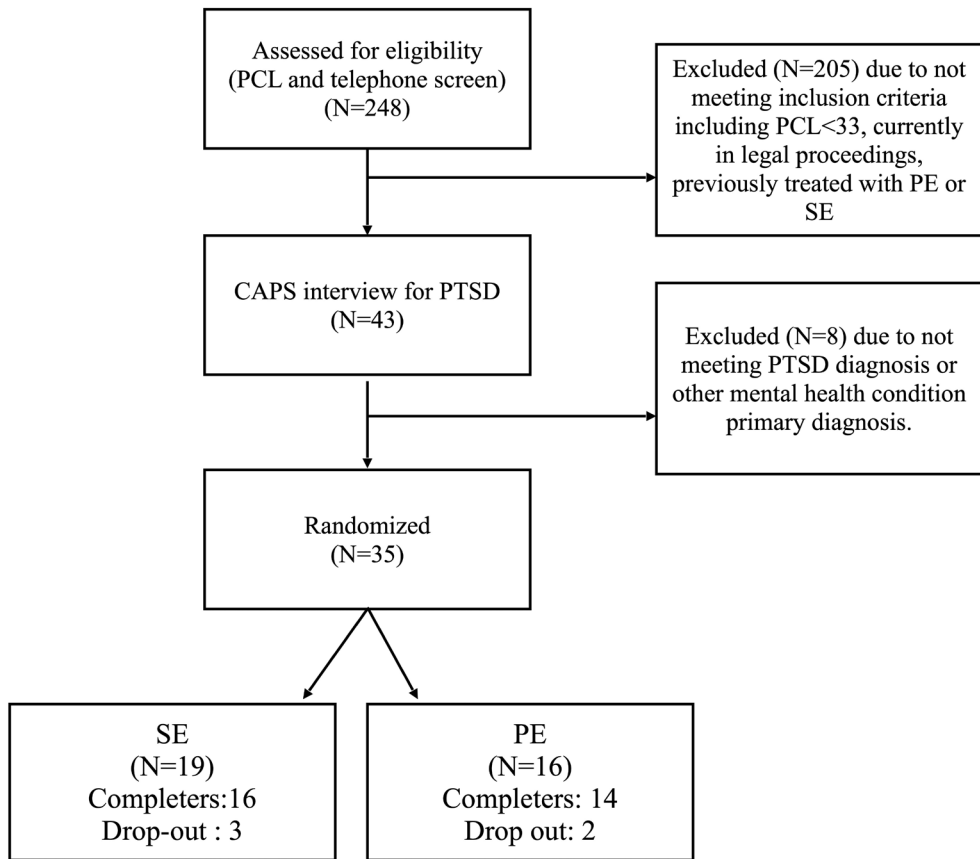 Assessed for eligibility
(PCL and telephone screen)
(N=248)
Excluded (N=205) due to not
meeting inclusion criteria
including PCL<33, currently
in legal proceedings,
previously treated with PE or
SE
CAPS interview for PTSD
(N=43)
Excluded (N=8) due to not
meeting PTSD diagnosis or
other mental health condition
primary diagnosis.
Randomized
(N=35)
SE
(N=19)
Completers:16
Drop-out : 3
PE
(N=16)
Completers: 14
Drop out: 2